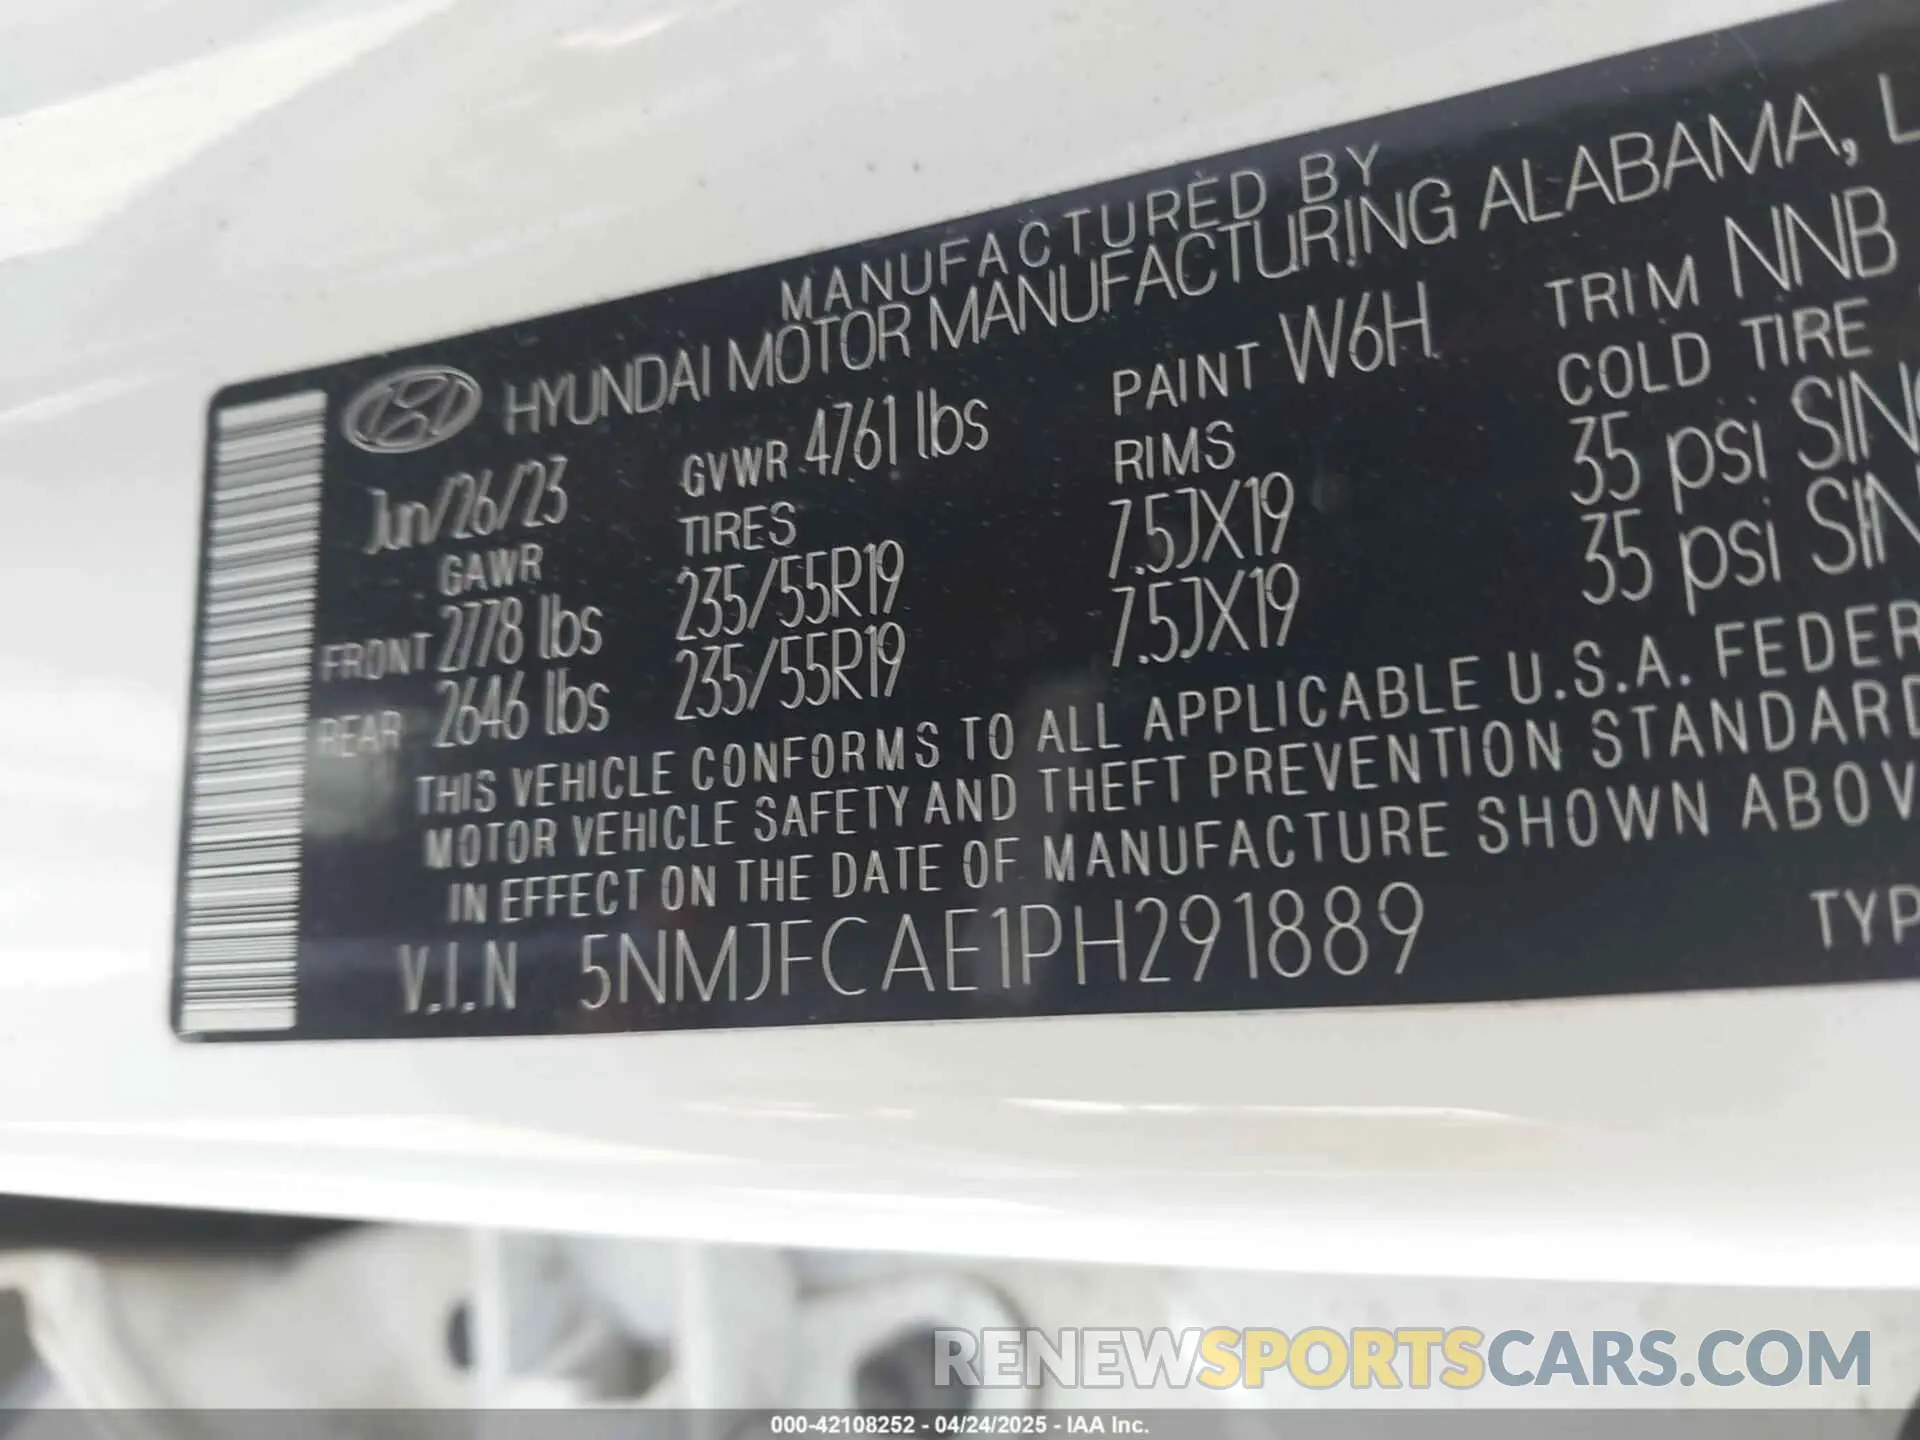 MANUFACTURED BY
HYUNDAI MOTOR MANUFACTURING ALABAMA, L
Jun/26/23 GVWR 4761 lbs PAINT W6H TRIM NNB
GAWR TIRES RIMS COLD TIRE
FRONT 2778 lbs 235/55R19 7.5JX19 35 psi SING
REAR 2646 lbs 235/55R19 7.5JX19 35 psi SIN
THIS VEHICLE CONFORMS TO ALL APPLICABLE U.S.A. FEDER
MOTOR VEHICLE SAFETY AND THEFT PREVENTION STANDARD
IN EFFECT ON THE DATE OF MANUFACTURE SHOWN ABOV
V.I.N 5NMJFCAE1PH291889 TYP
RENEWSPORTSCARS.COM
000-42108252 - 04/24/2025 - IAA Inc.